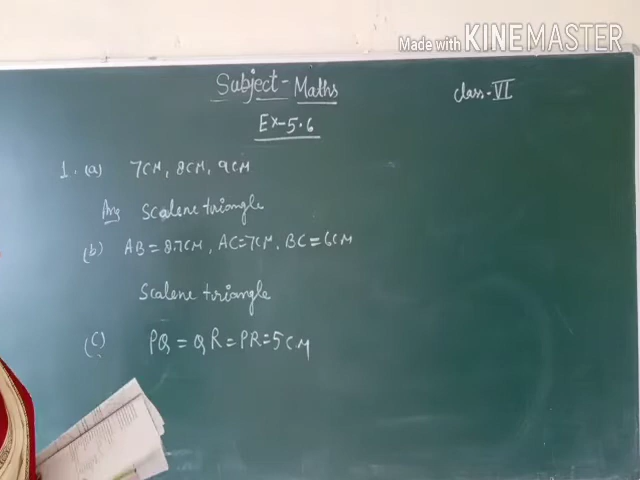 Made with KINEMASTER
Subject - Maths
Class - VI
Ex - 5.6
1. (a) 7CM, 8CM, 9CM
Ans Scalene triangle
(b) AB = 8.7CM, AC = 7CM, BC = 6CM
Scalene triangle
(C) PQ = QR = PR = 5CM